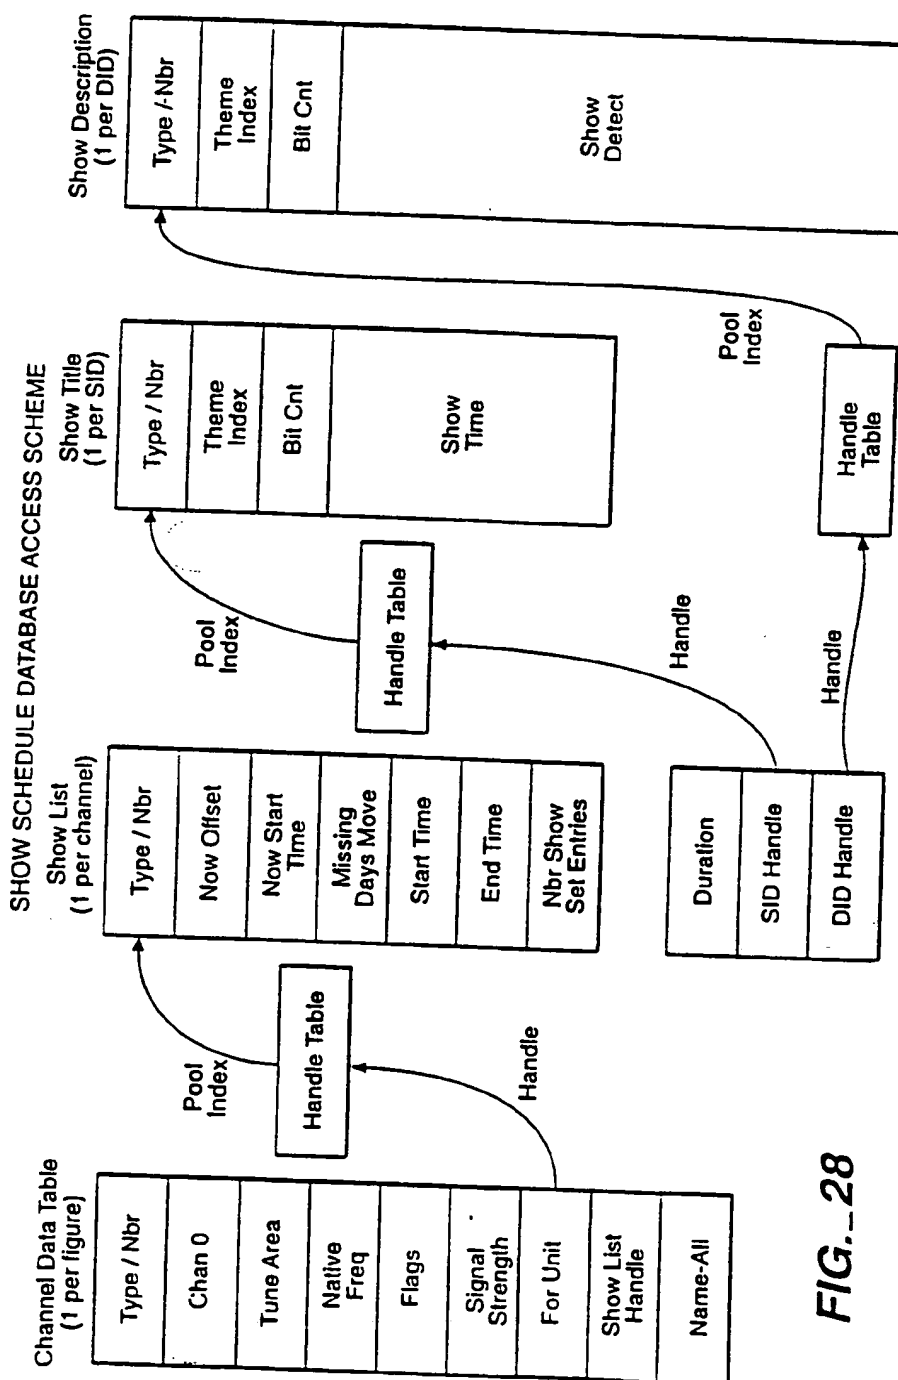 SHOW SCHEDULE DATABASE ACCESS SCHEME
Channel Data Table
(1 per figure)
Type / Nbr
Chan 0
Tune Area
Native
Freq
Flags
Signal
Strength
For Unit
Show List
Handle
Name-All
Pool
Index
Handle Table
Handle
Show List
(1 per channel)
Type / Nbr
Now Offset
Now Start
Time
Missing
Days Move
Start Time
End Time
Nbr Show
Set Entries
Duration
SID Handle
DID Handle
Pool
Index
Handle Table
Handle
Handle
Show Title
(1 per SID)
Type / Nbr
Theme
Index
Bit Cnt
Show
Time
Pool
Index
Handle
Table
Show Description
(1 per DID)
Type /-Nbr
Theme
Index
Bit Cnt
Show
Detect
FIG._28